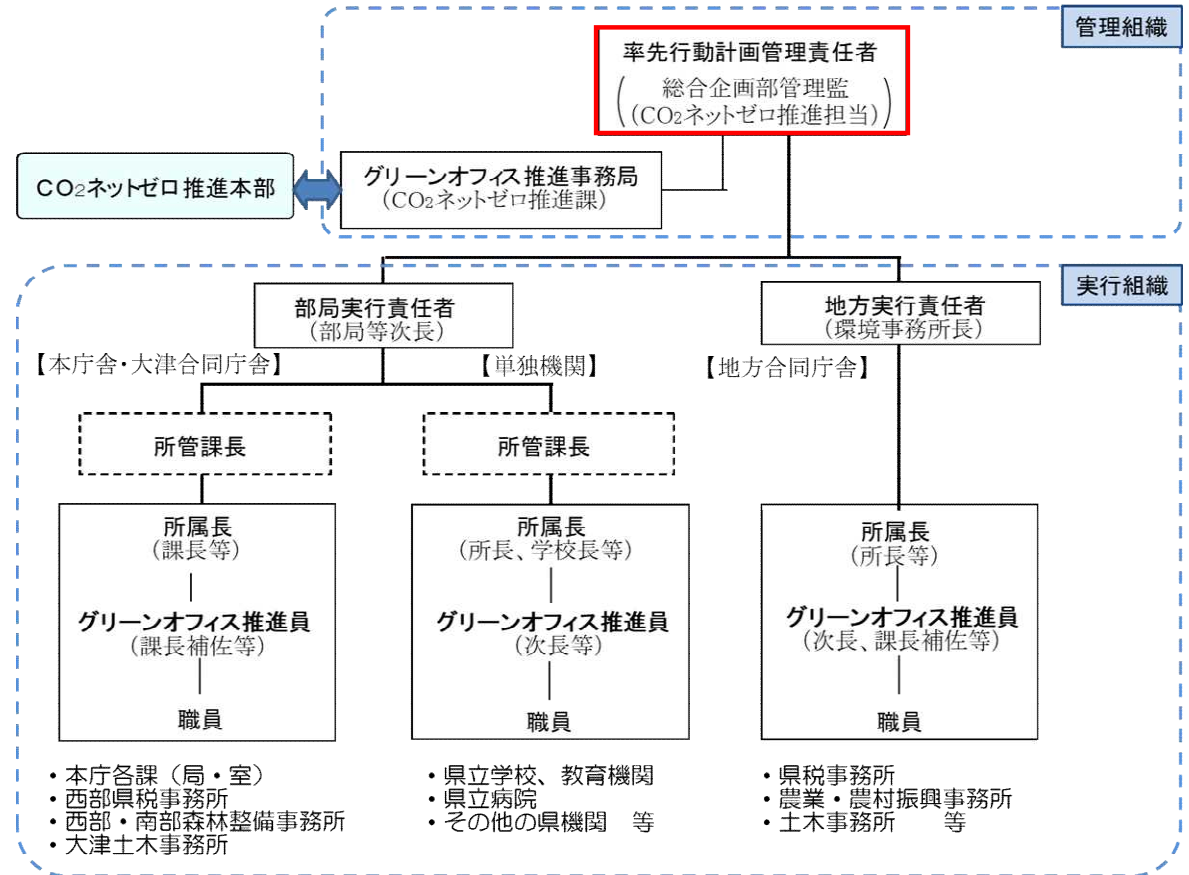 管理組織
率先行動計画管理責任者
総合企画部管理監
(CO2ネットゼロ推進担当)
CO2ネットゼロ推進本部
グリーンオフィス推進事務局
(CO2ネットゼロ推進課)
実行組織
部局実行責任者
(部局等次長)
地方実行責任者
(環境事務所長)
【本庁舎・大津合同庁舎】
【単独機関】
【地方合同庁舎】
所管課長
所管課長
所属長
(課長等)
グリーンオフィス推進員
(課長補佐等)
職員
所属長
(所長、学校長等)
グリーンオフィス推進員
(次長等)
職員
所属長
(所長等)
グリーンオフィス推進員
(次長、課長補佐等)
職員
・本庁各課(局・室)
・西部県税事務所
・西部・南部森林整備事務所
・大津土木事務所
・県立学校、教育機関
・県立病院
・その他の県機関 等
・県税事務所
・農業・農村振興事務所
・土木事務所 等